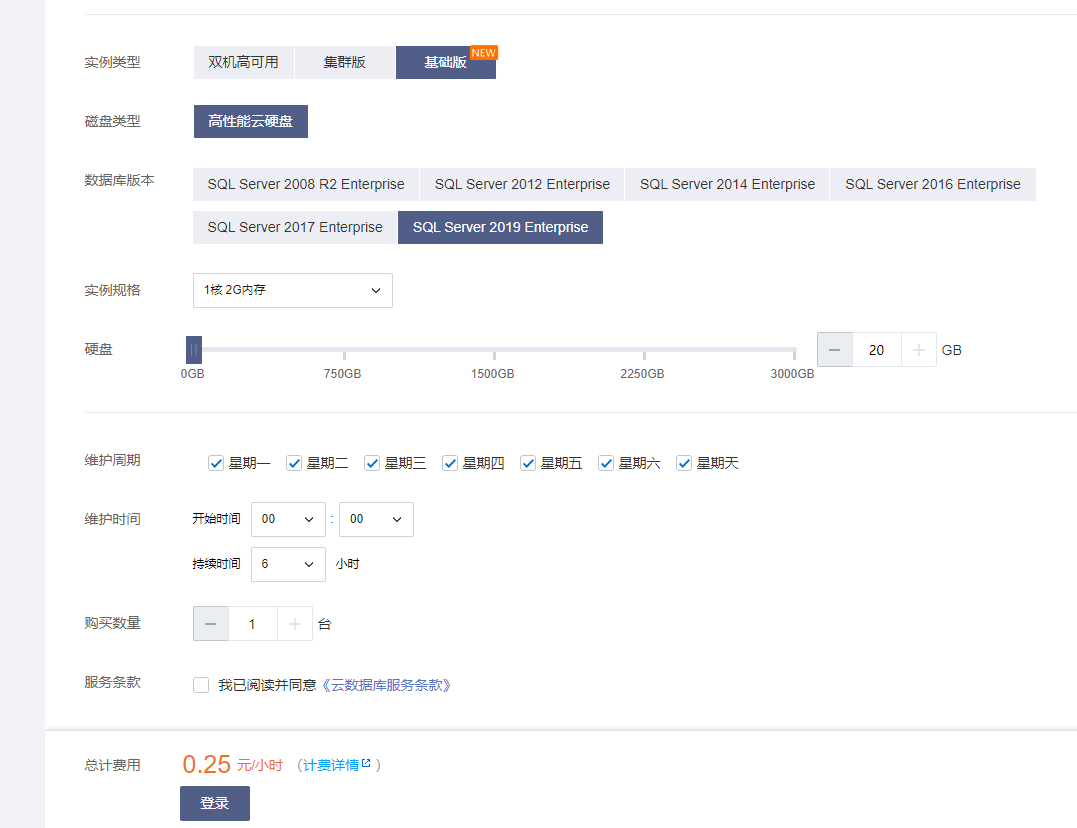 实例类型 双机高可用 集群版 基础版 NEW
磁盘类型 高性能云硬盘
数据库版本 SQL Server 2008 R2 Enterprise SQL Server 2012 Enterprise SQL Server 2014 Enterprise SQL Server 2016 Enterprise
SQL Server 2017 Enterprise SQL Server 2019 Enterprise
实例规格 1核 2G内存
硬盘 20 GB
0GB 750GB 1500GB 2250GB 3000GB
维护周期 星期一 星期二 星期三 星期四 星期五 星期六 星期天
维护时间 开始时间 00 : 00
持续时间 6 小时
购买数量 1 台
服务条款 我已阅读并同意《云数据库服务条款》
总计费用 0.25 元/小时 (计费详情)
登录